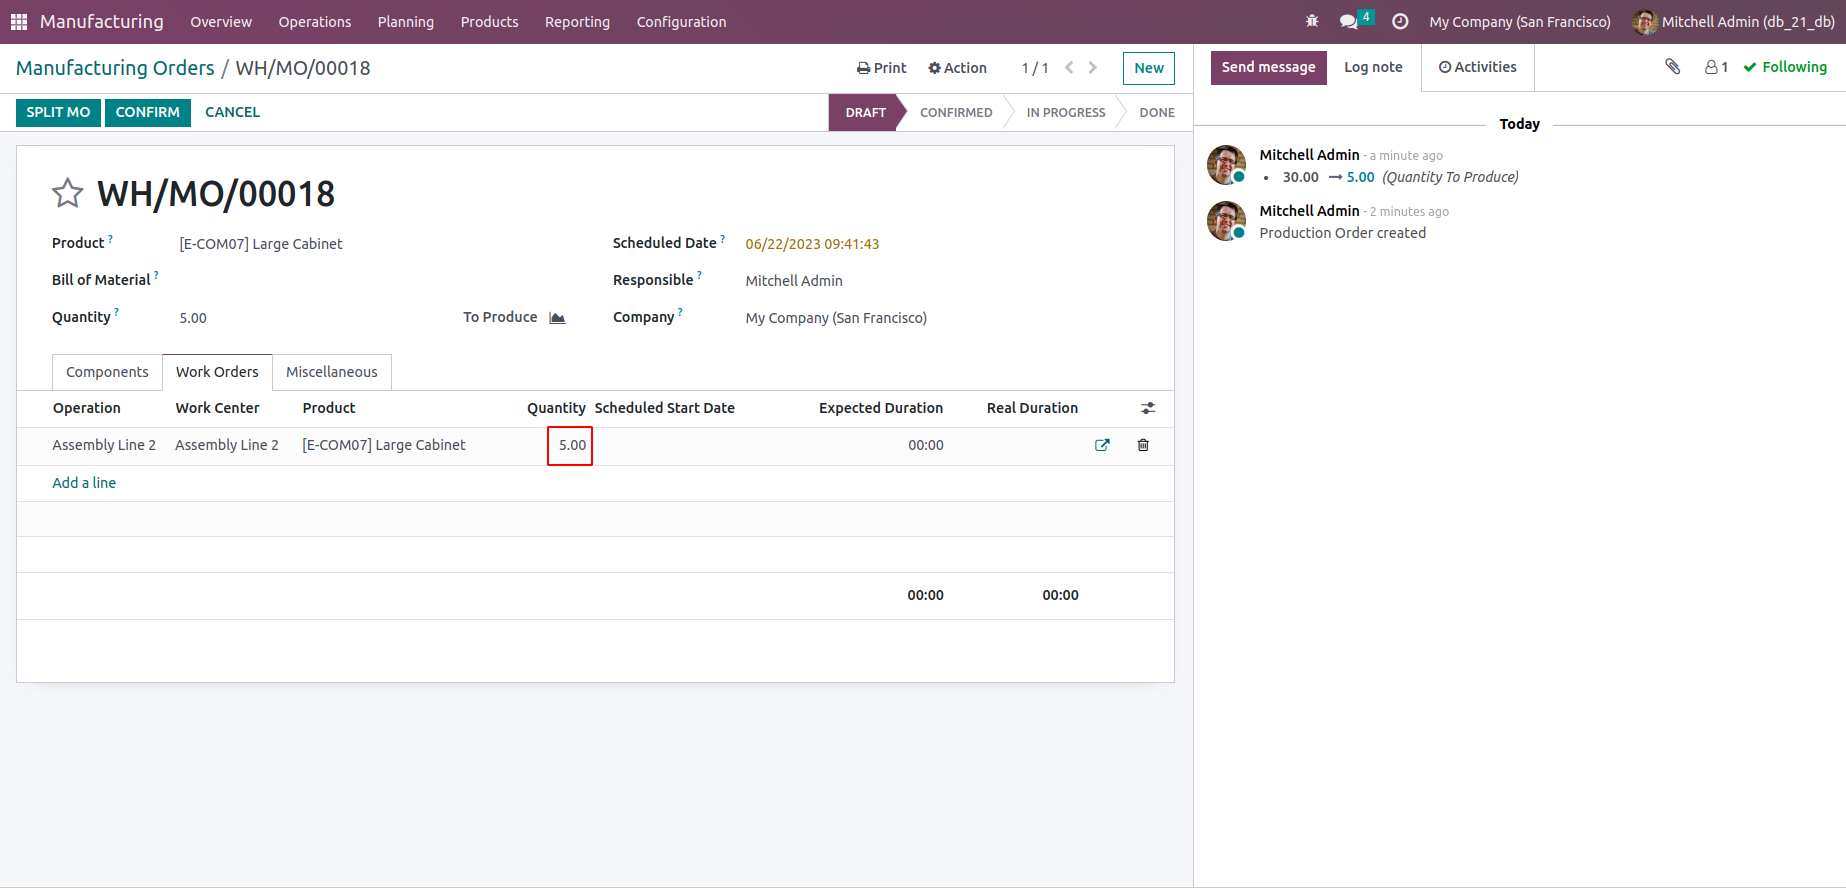 Manufacturing Overview Operations Planning Products Reporting Configuration 4 My Company (San Francisco) Mitchell Admin (db_21_db)
Manufacturing Orders / WH/MO/00018 Print Action 1 / 1 New
SPLIT MO CONFIRM CANCEL DRAFT CONFIRMED IN PROGRESS DONE
WH/MO/00018
Product ? [E-COM07] Large Cabinet Scheduled Date ? 06/22/2023 09:41:43
Bill of Material ? Responsible ? Mitchell Admin
Quantity ? 5.00 To Produce Company ? My Company (San Francisco)
Components Work Orders Miscellaneous
Operation Work Center Product Quantity Scheduled Start Date Expected Duration Real Duration
Assembly Line 2 Assembly Line 2 [E-COM07] Large Cabinet 5.00 00:00
Add a line
00:00 00:00
Send message Log note Activities 1 Following
Today
Mitchell Admin - a minute ago
• 30.00 → 5.00 (Quantity To Produce)
Mitchell Admin - 2 minutes ago
Production Order created